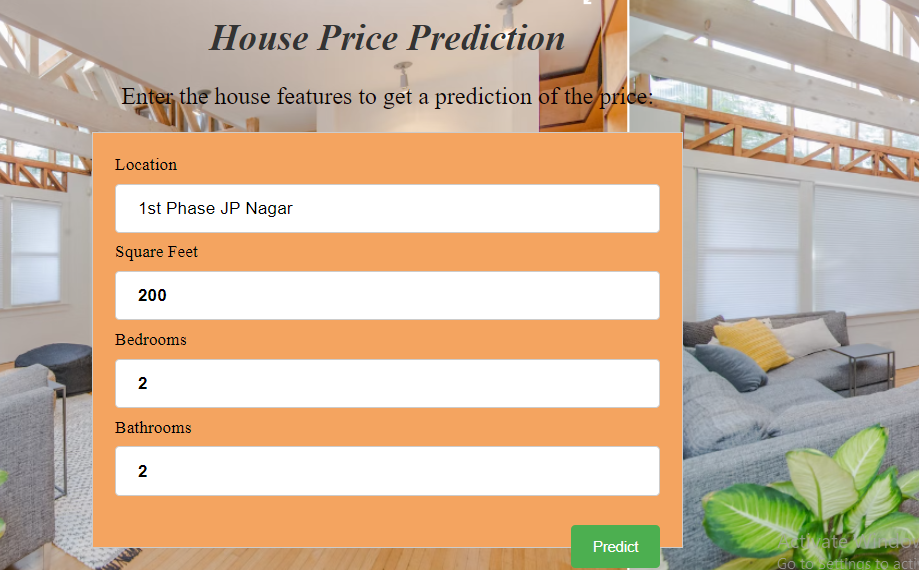 House Price Prediction
Enter the house features to get a prediction of the price:
Location
1st Phase JP Nagar
Square Feet
200
Bedrooms
2
Bathrooms
2
Predict
Activate Windows
Go to Settings to acti